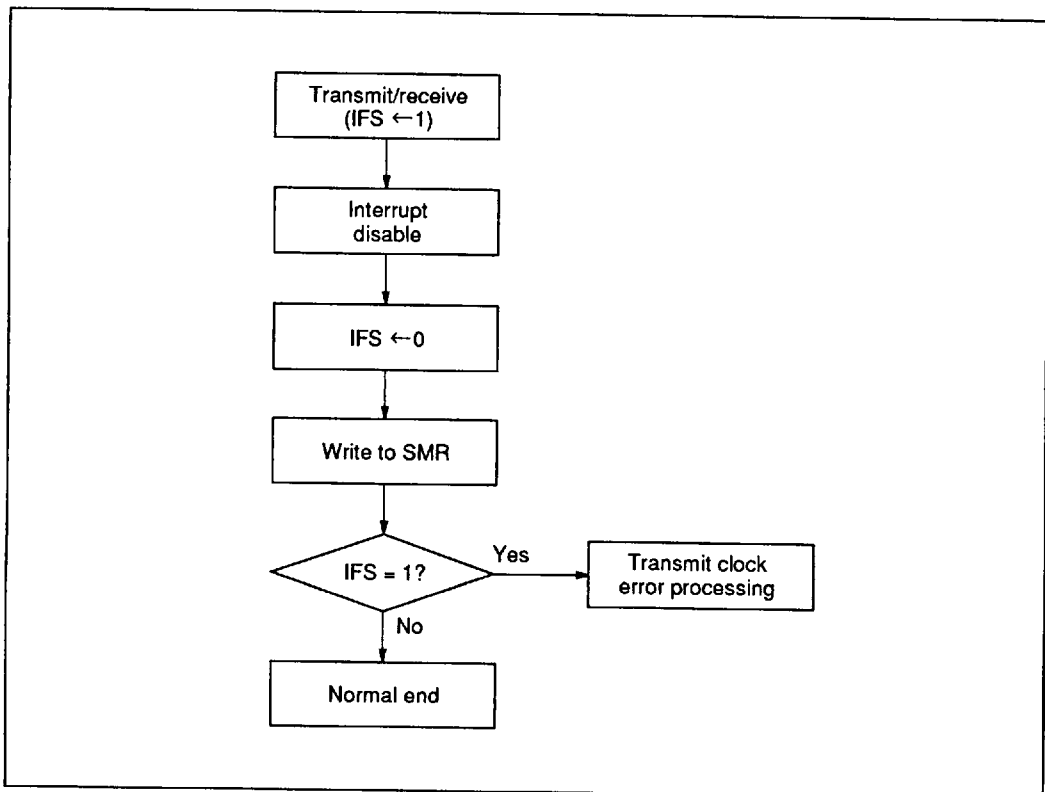 Transmit/receive
(IFS ←1)
Interrupt
disable
IFS ←0
Write to SMR
IFS = 1?
Yes
Transmit clock
error processing
No
Normal end